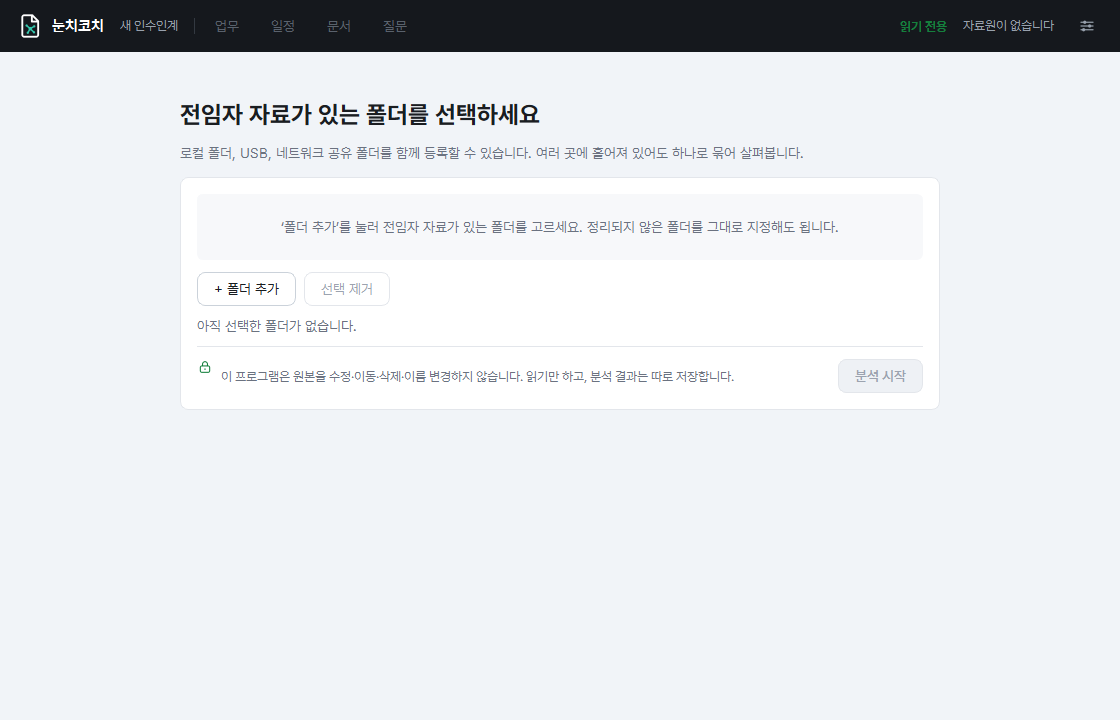 눈치코치 새 인수인계 업무 일정 문서 질문 읽기 전용 자료원이 없습니다
전임자 자료가 있는 폴더를 선택하세요
로컬 폴더, USB, 네트워크 공유 폴더를 함께 등록할 수 있습니다. 여러 곳에 흩어져 있어도 하나로 묶어 살펴봅니다.
‘폴더 추가’를 눌러 전임자 자료가 있는 폴더를 고르세요. 정리되지 않은 폴더를 그대로 지정해도 됩니다.
+ 폴더 추가 선택 제거
아직 선택한 폴더가 없습니다.
이 프로그램은 원본을 수정·이동·삭제·이름 변경하지 않습니다. 읽기만 하고, 분석 결과는 따로 저장합니다. 분석 시작